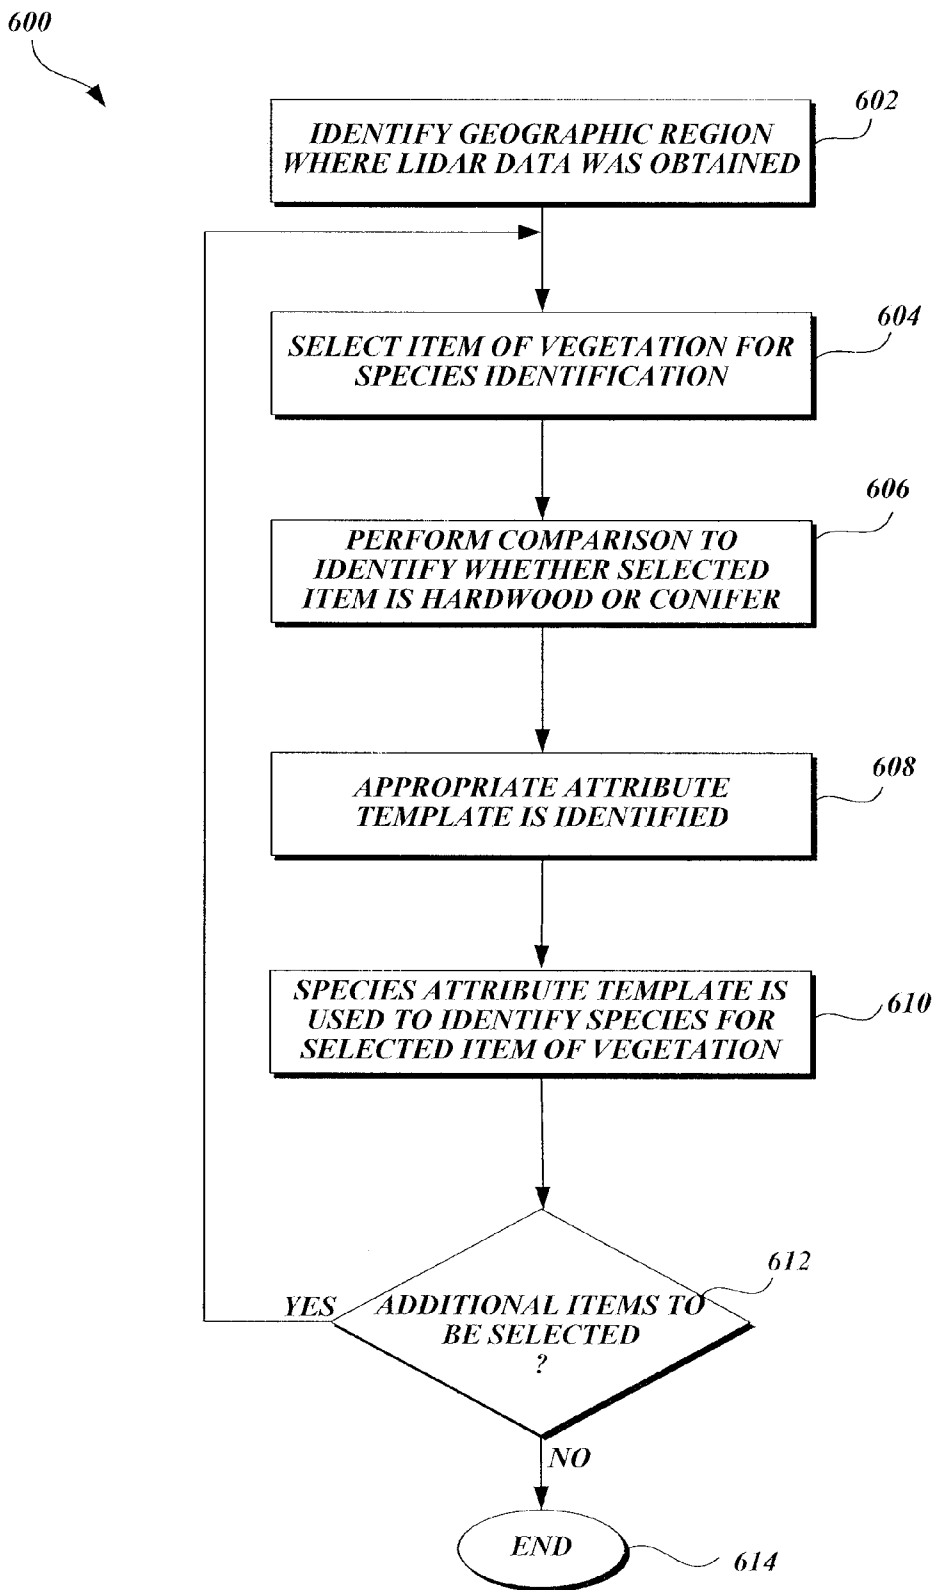 600
602
IDENTIFY GEOGRAPHIC REGION
WHERE LIDAR DATA WAS OBTAINED
604
SELECT ITEM OF VEGETATION FOR
SPECIES IDENTIFICATION
606
PERFORM COMPARISON TO
IDENTIFY WHETHER SELECTED
ITEM IS HARDWOOD OR CONIFER
608
APPROPRIATE ATTRIBUTE
TEMPLATE IS IDENTIFIED
610
SPECIES ATTRIBUTE TEMPLATE IS
USED TO IDENTIFY SPECIES FOR
SELECTED ITEM OF VEGETATION
612
YES
ADDITIONAL ITEMS TO
BE SELECTED
?
NO
END
614